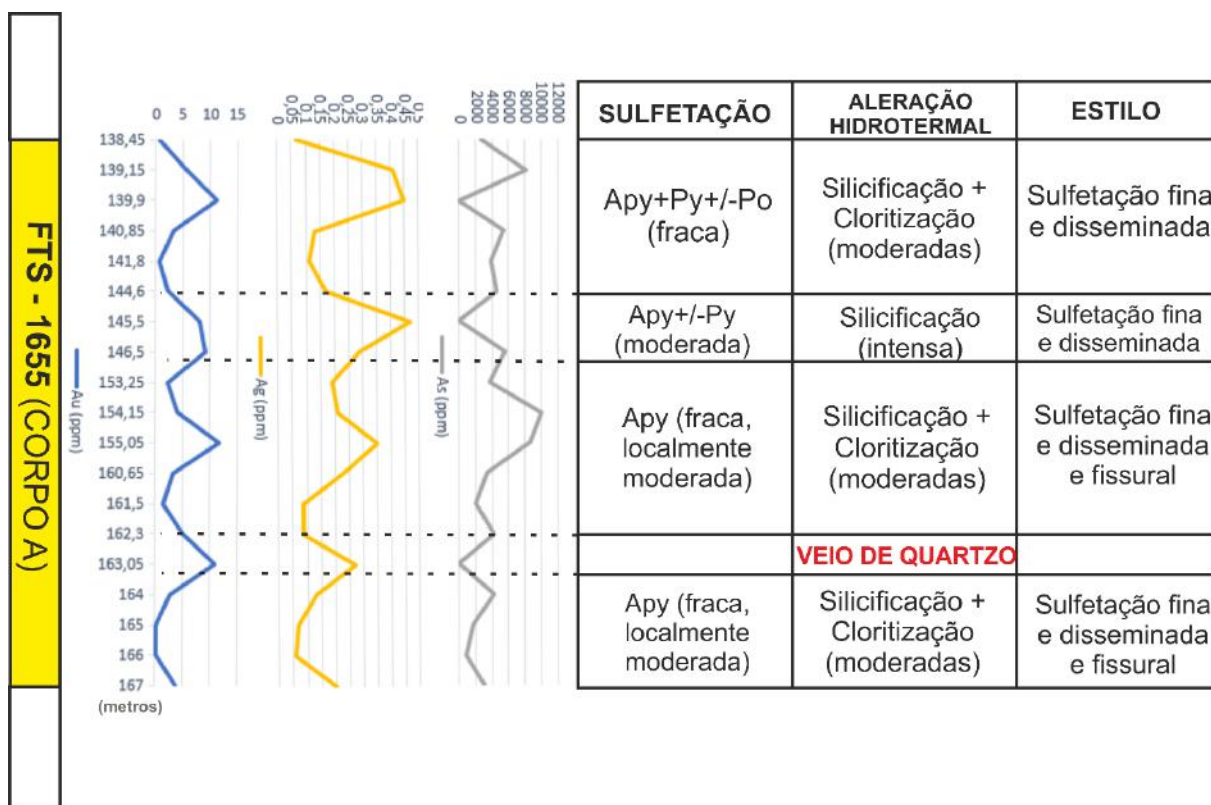 FTS - 1655 (CORPO A)
0 5 10 15
0 0,05 0,1 0,15 0,2 0,25 0,3 0,35 0,4 0,45
0 2000 4000 6000 8000 10000 12000
SULFETAÇÃO
ALERAÇÃO
HIDROTERMAL
ESTILO
138,45
139,15
139,9
140,85
141,8
144,6
145,5
146,5
153,25
154,15
155,05
160,65
161,5
162,3
163,05
164
165
166
167
(metros)
Au (ppm)
Ag (ppm)
As (ppm)
Apy+Py+/-Po
(fraca)
Silicificação +
Cloritização
(moderadas)
Sulfetação fina
e disseminada
Apy+/-Py
(moderada)
Silicificação
(intensa)
Sulfetação fina
e disseminada
Apy (fraca,
localmente
moderada)
Silicificação +
Cloritização
(moderadas)
Sulfetação fina
e disseminada
e fissural
VEIO DE QUARTZO
Apy (fraca,
localmente
moderada)
Silicificação +
Cloritização
(moderadas)
Sulfetação fina
e disseminada
e fissural